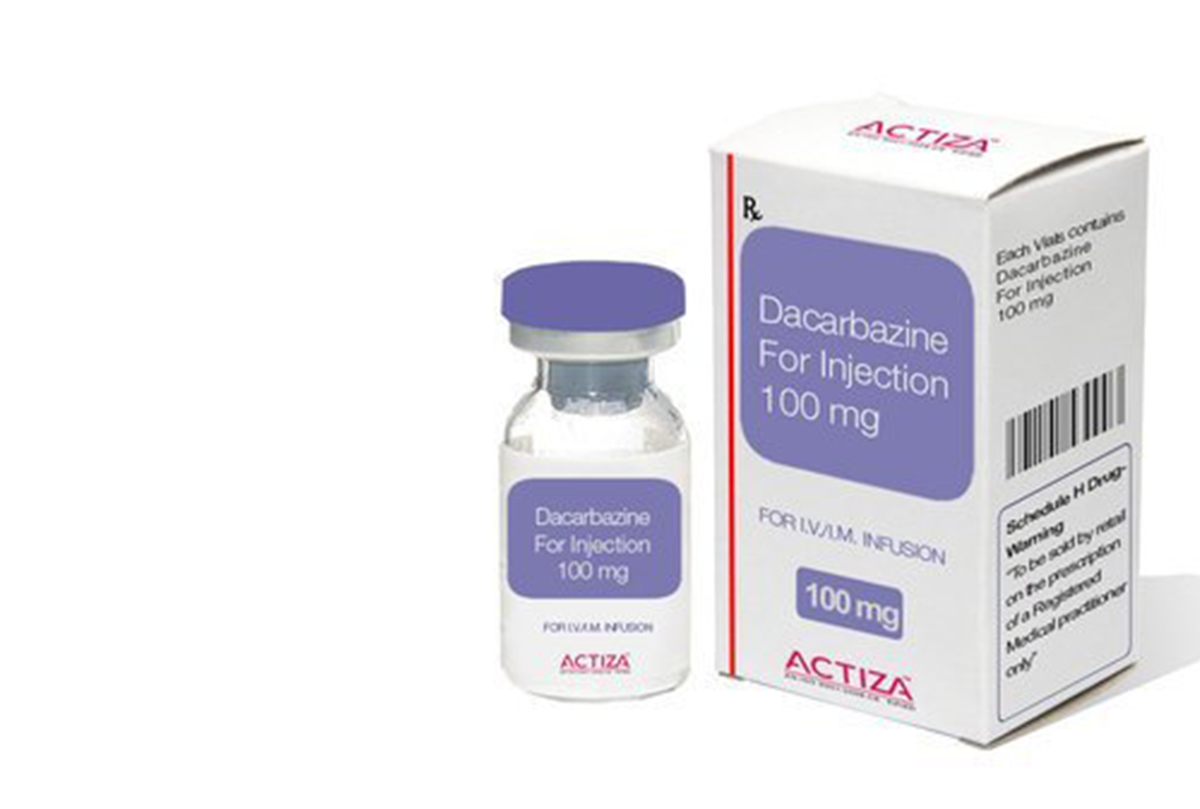 Dacarbazine
For Injection
100 mg
FOR I.V./I.M. INFUSION
ACTIZA
ACTIZA
Rx
Dacarbazine
For Injection
100 mg
FOR I.V./I.M. INFUSION
100 mg
ACTIZA
Each Vials contains
Dacarbazine
For Injection
100 mg
Schedule H Drug-
Warning
"To be sold by retail
on the prescription
of a Registered
Medical practitioner
only"